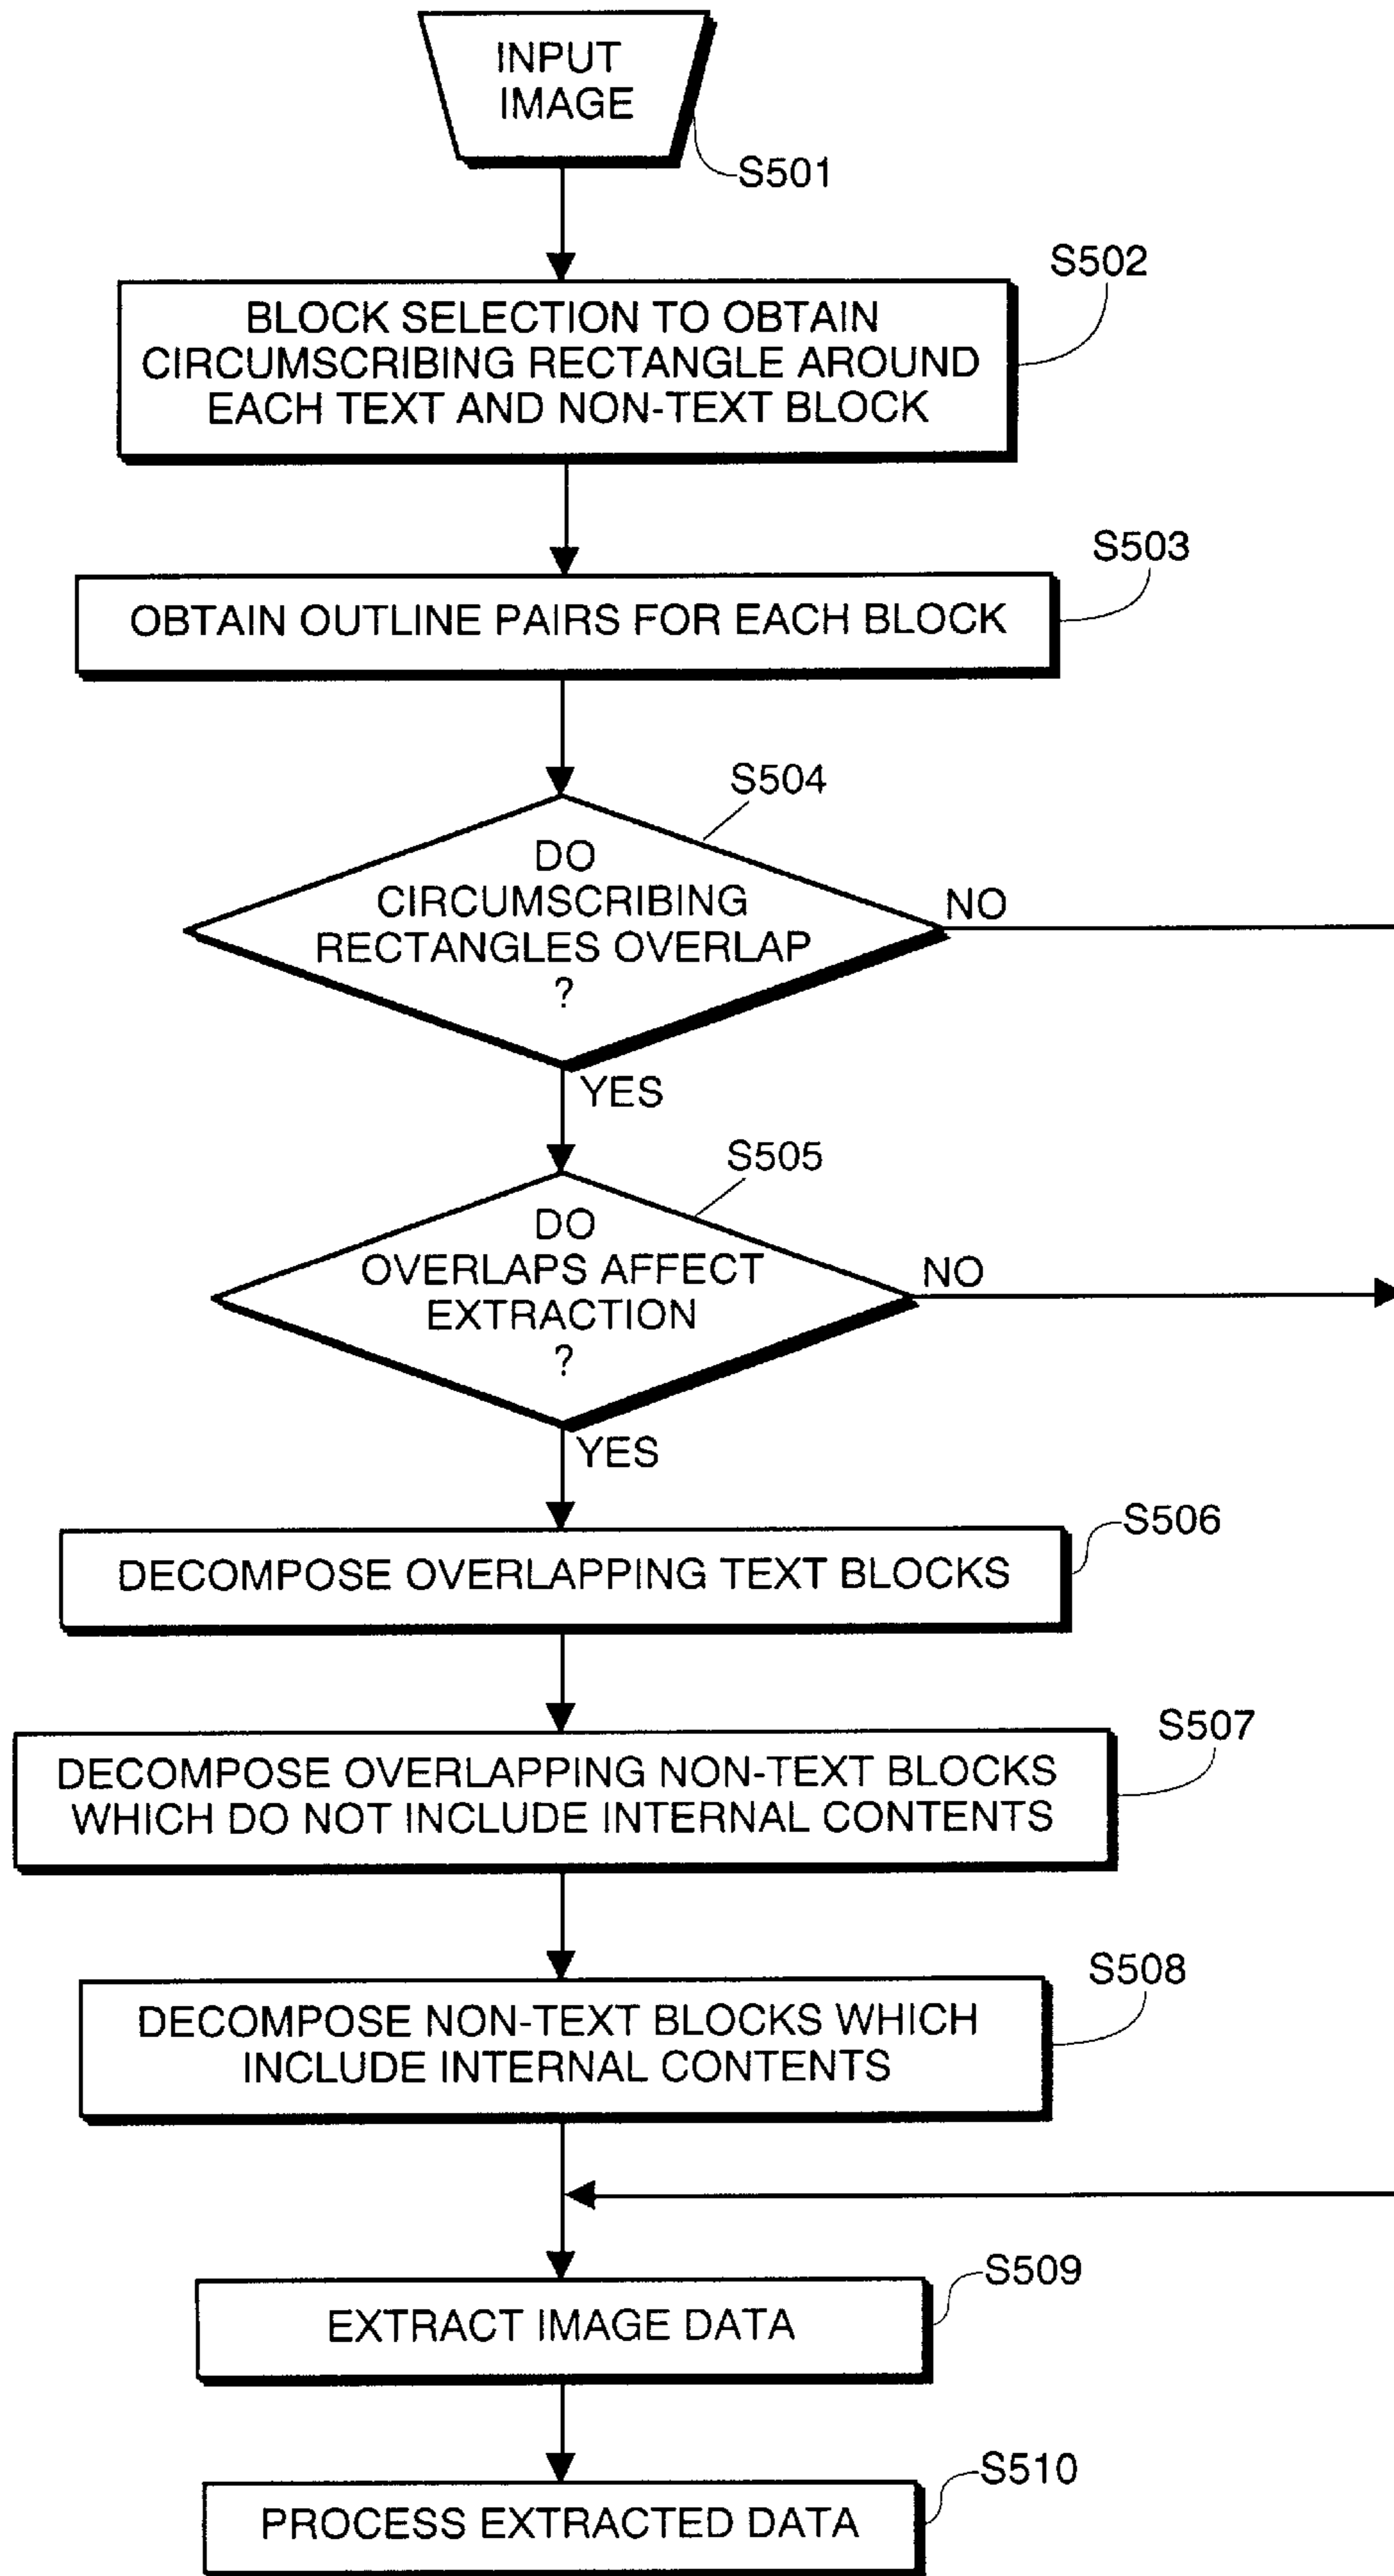 INPUT
IMAGE
S501
S502
BLOCK SELECTION TO OBTAIN
CIRCUMSCRIBING RECTANGLE AROUND
EACH TEXT AND NON-TEXT BLOCK
S503
OBTAIN OUTLINE PAIRS FOR EACH BLOCK
S504
DO
CIRCUMSCRIBING
RECTANGLES OVERLAP
?
NO
YES
S505
DO
OVERLAPS AFFECT
EXTRACTION
?
NO
YES
S506
DECOMPOSE OVERLAPPING TEXT BLOCKS
S507
DECOMPOSE OVERLAPPING NON-TEXT BLOCKS
WHICH DO NOT INCLUDE INTERNAL CONTENTS
S508
DECOMPOSE NON-TEXT BLOCKS WHICH
INCLUDE INTERNAL CONTENTS
S509
EXTRACT IMAGE DATA
S510
PROCESS EXTRACTED DATA